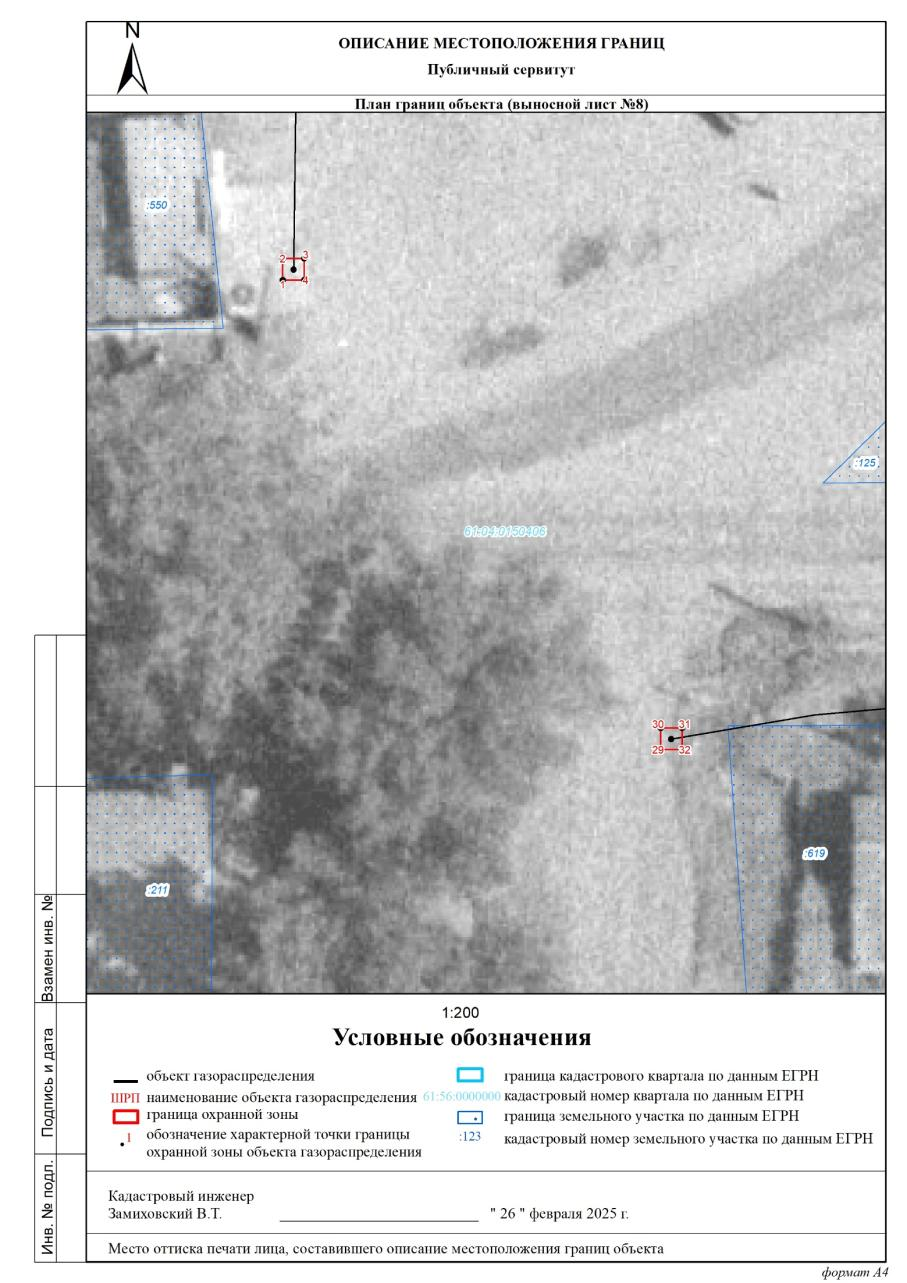 N
ОПИСАНИЕ МЕСТОПОЛОЖЕНИЯ ГРАНИЦ
Публичный сервитут
План границ объекта (выносной лист №8)
:550
2 3
1 4
:125
61:04:0150406
30 31
29 32
:619
:211
1:200
Условные обозначения
объект газораспределения
ШРП наименование объекта газораспределения
граница охранной зоны
1 обозначение характерной точки границы
охранной зоны объекта газораспределения
граница кадастрового квартала по данным ЕГРН
61:56:0000000 кадастровый номер квартала по данным ЕГРН
граница земельного участка по данным ЕГРН
:123 кадастровый номер земельного участка по данным ЕГРН
Кадастровый инженер
Замиховский В.Т. " 26 " февраля 2025 г.
Место оттиска печати лица, составившего описание местоположения границ объекта
Взамен инв. №
Подпись и дата
Инв. № подл.
формат А4